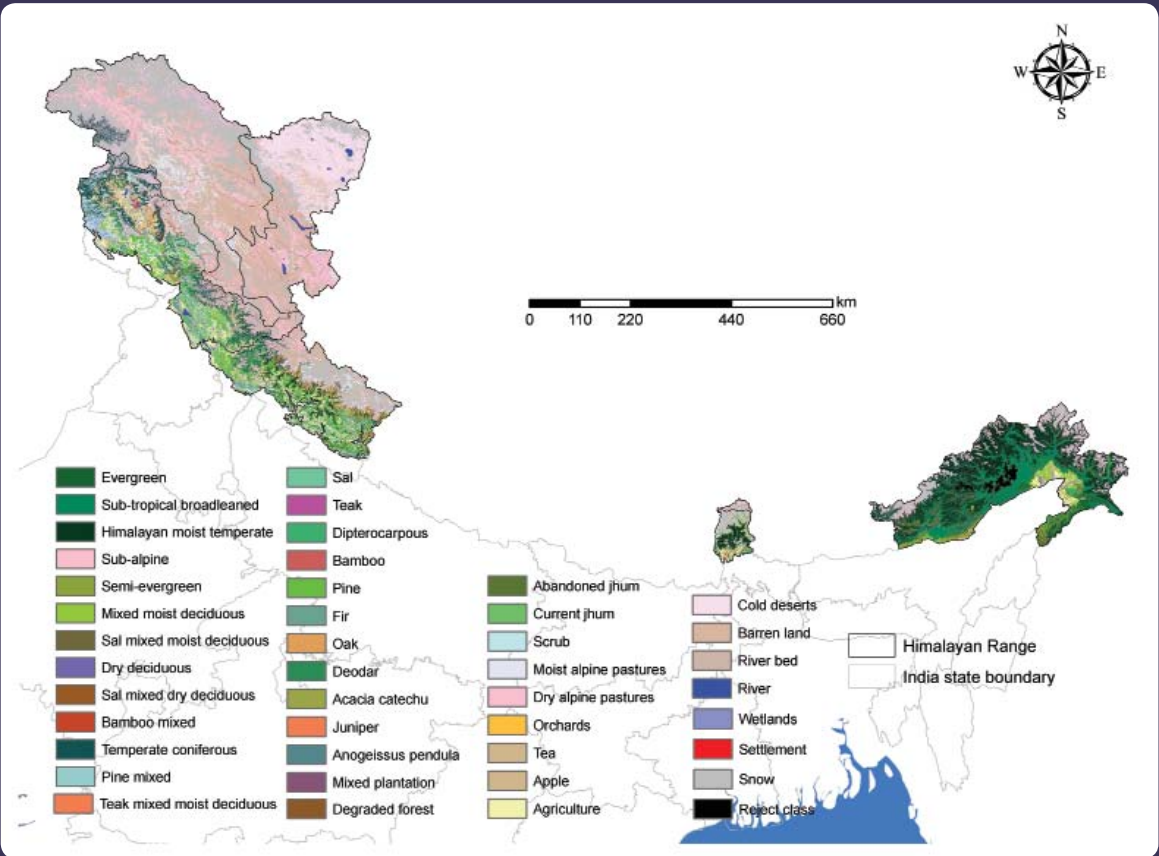 N
W E
S
km
0 110 220 440 660
Evergreen
Sub-tropical broadleaned
Himalayan moist temperate
Sub-alpine
Semi-evergreen
Mixed moist deciduous
Sal mixed moist deciduous
Dry deciduous
Sal mixed dry deciduous
Bamboo mixed
Temperate coniferous
Pine mixed
Teak mixed moist deciduous
Sal
Teak
Dipterocarpous
Bamboo
Pine
Fir
Oak
Deodar
Acacia catechu
Juniper
Anogeissus pendula
Mixed plantation
Degraded forest
Abandoned jhum
Current jhum
Scrub
Moist alpine pastures
Dry alpine pastures
Orchards
Tea
Apple
Agriculture
Cold deserts
Barren land
River bed
River
Wetlands
Settlement
Snow
Reject class
Himalayan Range
India state boundary